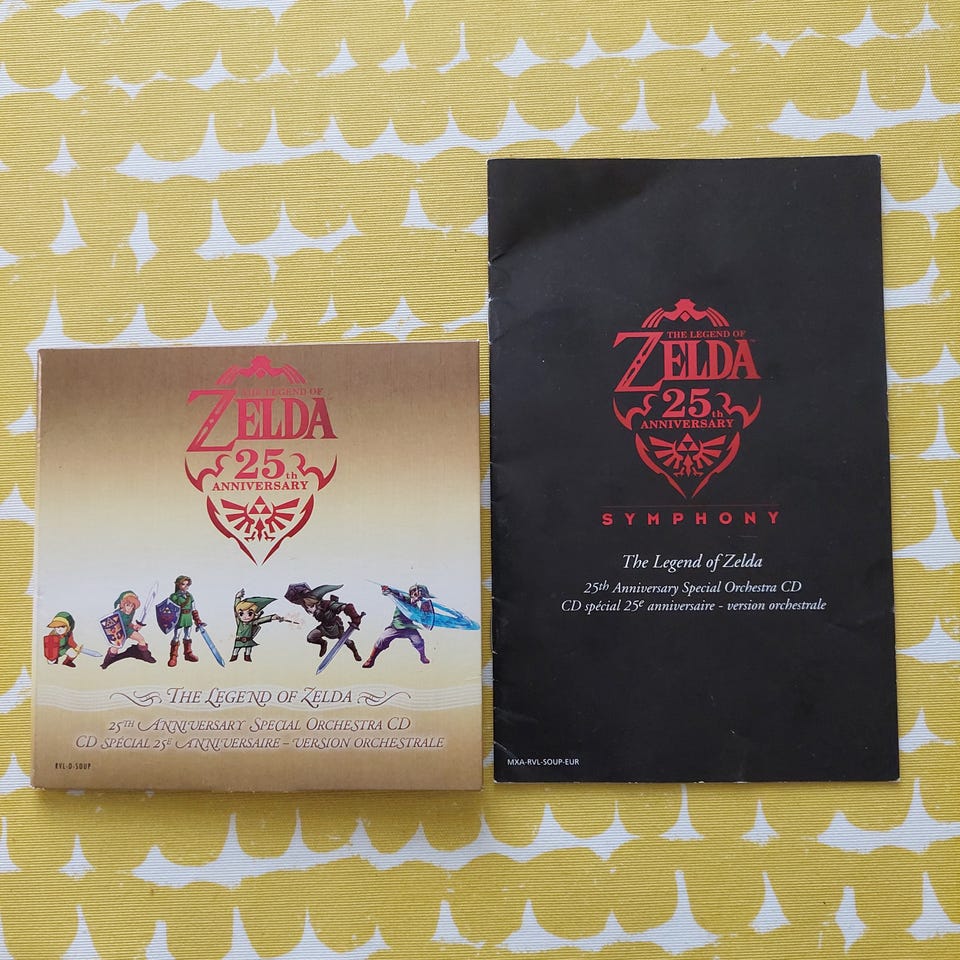 THE LEGEND OF
ZELDA
25th
ANNIVERSARY
THE LEGEND OF ZELDA
25TH ANNIVERSARY SPECIAL ORCHESTRA CD
CD SPÉCIAL 25E ANNIVERSAIRE – VERSION ORCHESTRALE
RVL-D-SOUP
THE LEGEND OF
ZELDA™
25th
ANNIVERSARY
SYMPHONY
The Legend of Zelda
25th Anniversary Special Orchestra CD
CD spécial 25e anniversaire - version orchestrale
MXA-RVL-SOUP-EUR